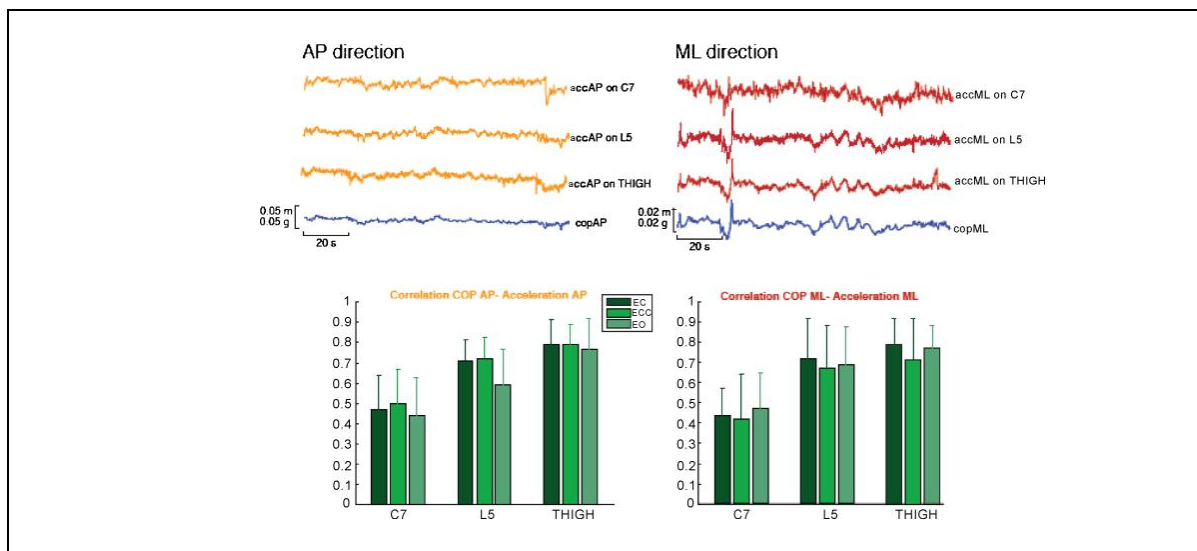 AP direction
accAP on C7
accAP on L5
accAP on THIGH
0.05 m
0.05 g
copAP
20 s
ML direction
accML on C7
accML on L5
accML on THIGH
0.02 m
0.02 g
copML
20 s
Correlation COP AP- Acceleration AP
EC
ECC
EO
1
0.9
0.8
0.7
0.6
0.5
0.4
0.3
0.2
0.1
0
C7 L5 THIGH
Correlation COP ML- Acceleration ML
1
0.9
0.8
0.7
0.6
0.5
0.4
0.3
0.2
0.1
0
C7 L5 THIGH